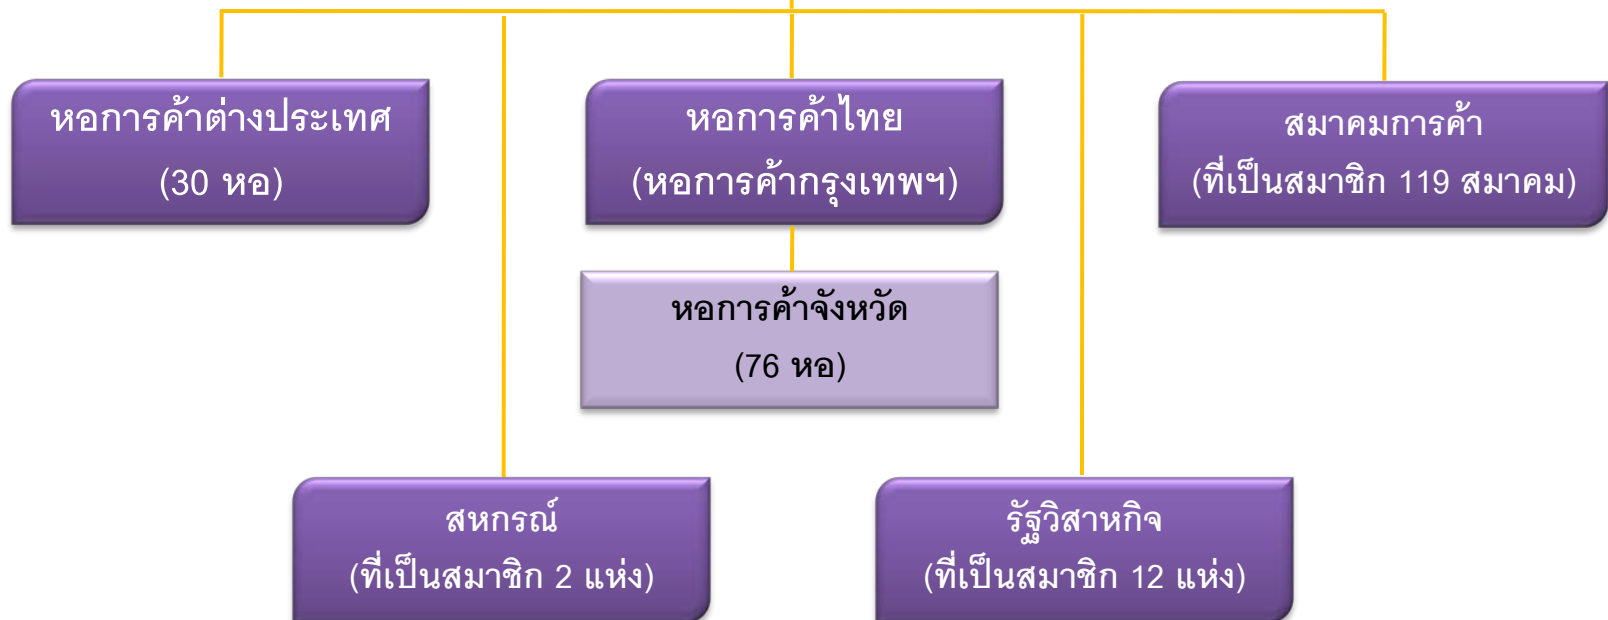 หอการค้าต่างประเทศ
(30 หอ)
หอการค้าไทย
(หอการค้ากรุงเทพฯ)
สมาคมการค้า
(ที่เป็นสมาชิก 119 สมาคม)
หอการค้าจังหวัด
(76 หอ)
สหกรณ์
(ที่เป็นสมาชิก 2 แห่ง)
รัฐวิสาหกิจ
(ที่เป็นสมาชิก 12 แห่ง)